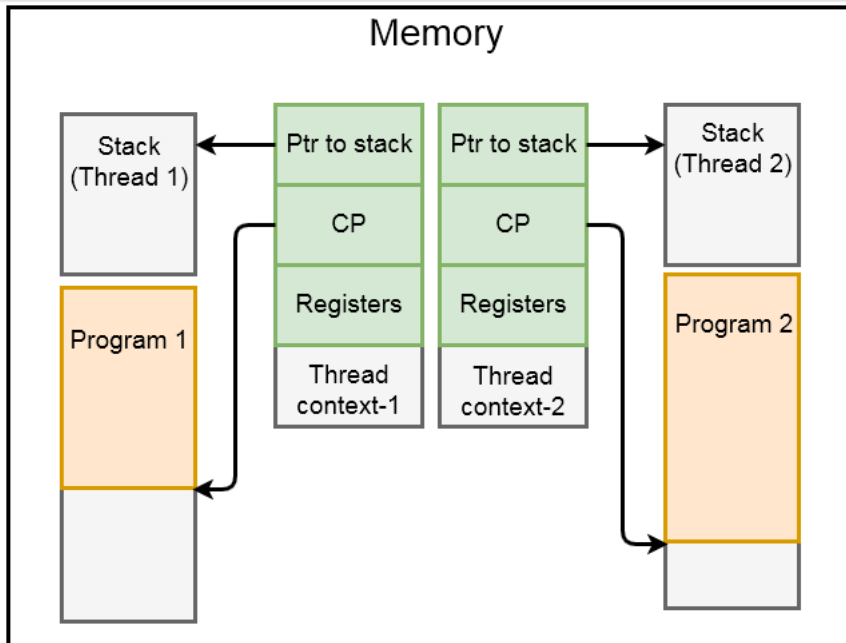 Memory
Stack
(Thread 1)
Ptr to stack
Ptr to stack
Stack
(Thread 2)
CP
CP
Registers
Registers
Program 1
Program 2
Thread
context-1
Thread
context-2